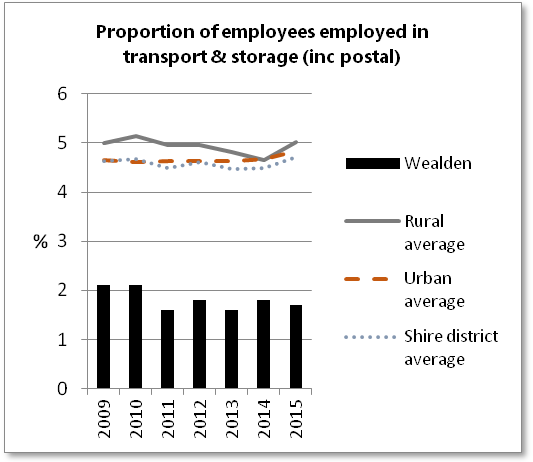 Proportion of employees employed in
transport & storage (inc postal)
6
5
4
3
2
1
0
%
2009
2010
2011
2012
2013
2014
2015
Wealden
Rural
average
Urban
average
Shire district
average